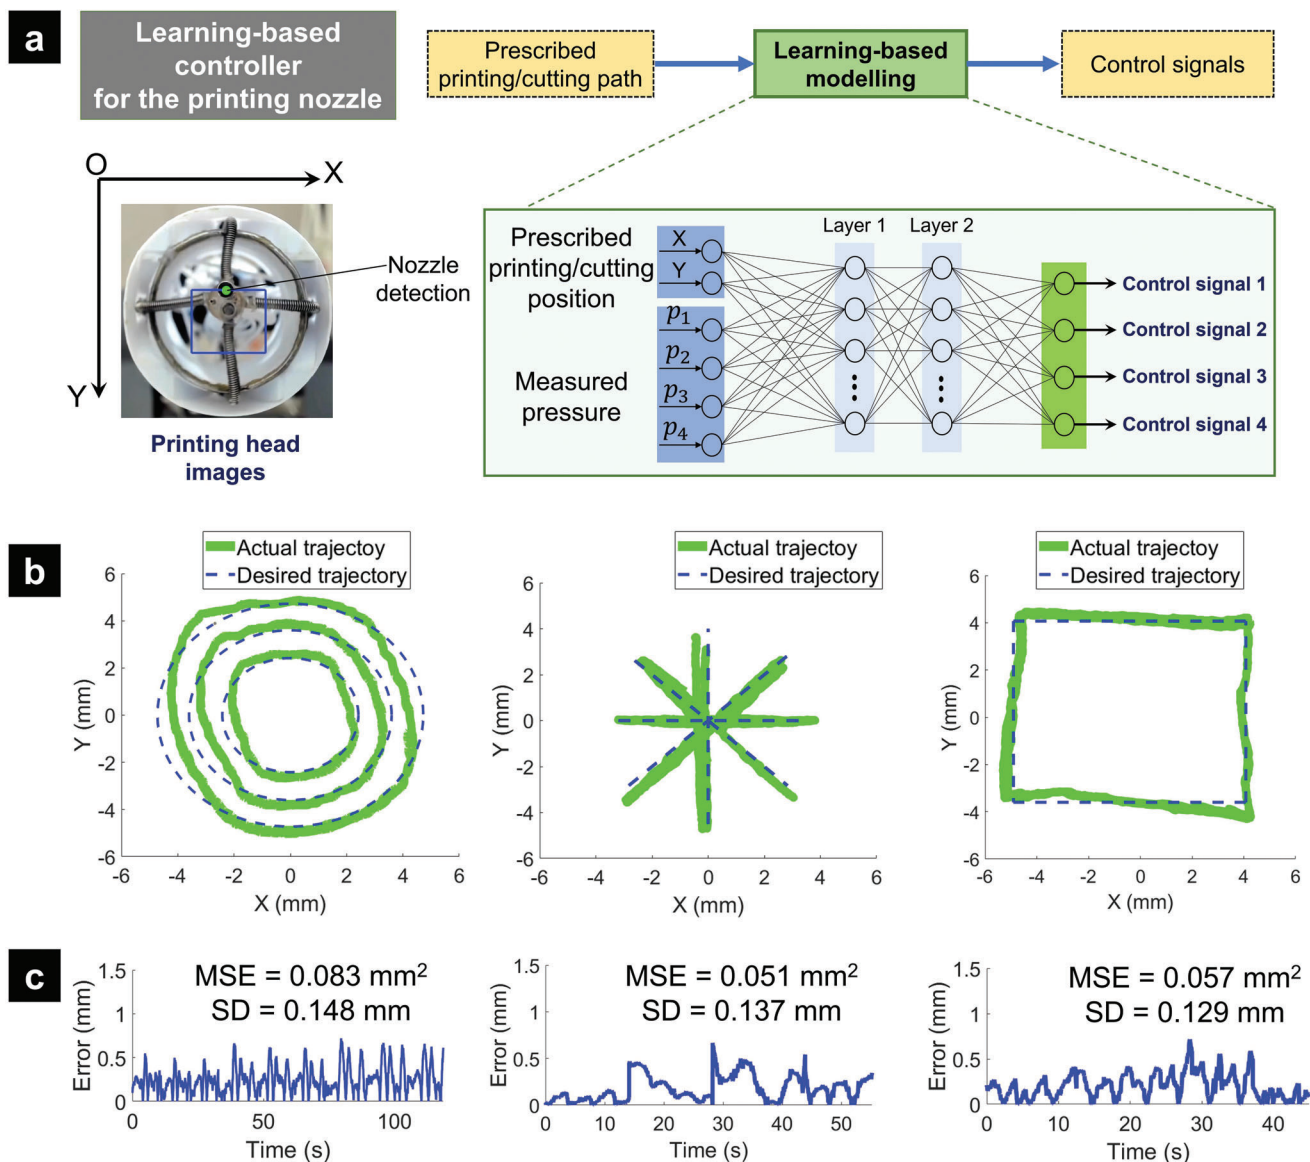 a
Learning-based
controller
for the printing nozzle
Prescribed
printing/cutting path
Learning-based
modelling
Control signals
O
X
Y
Nozzle
detection
Printing head
images
Prescribed
printing/cutting
position
Measured
pressure
X
Y
p1
p2
p3
p4
Layer 1
Layer 2
Control signal 1
Control signal 2
Control signal 3
Control signal 4
b
Actual trajectoy
Desired trajectory
6
4
2
0
-2
-4
-6
Y (mm)
-6 -4 -2 0 2 4 6
X (mm)
Actual trajectoy
Desired trajectory
6
4
2
0
-2
-4
-6
Y (mm)
-6 -4 -2 0 2 4 6
X (mm)
Actual trajectoy
Desired trajectory
6
4
2
0
-2
-4
-6
Y (mm)
-6 -4 -2 0 2 4 6
X (mm)
c
MSE = 0.083 mm²
SD = 0.148 mm
1.5
1
0.5
0
Error (mm)
0 50 100
Time (s)
MSE = 0.051 mm²
SD = 0.137 mm
1.5
1
0.5
0
Error (mm)
0 10 20 30 40 50
Time (s)
MSE = 0.057 mm²
SD = 0.129 mm
1.5
1
0.5
0
Error (mm)
0 10 20 30 40
Time (s)